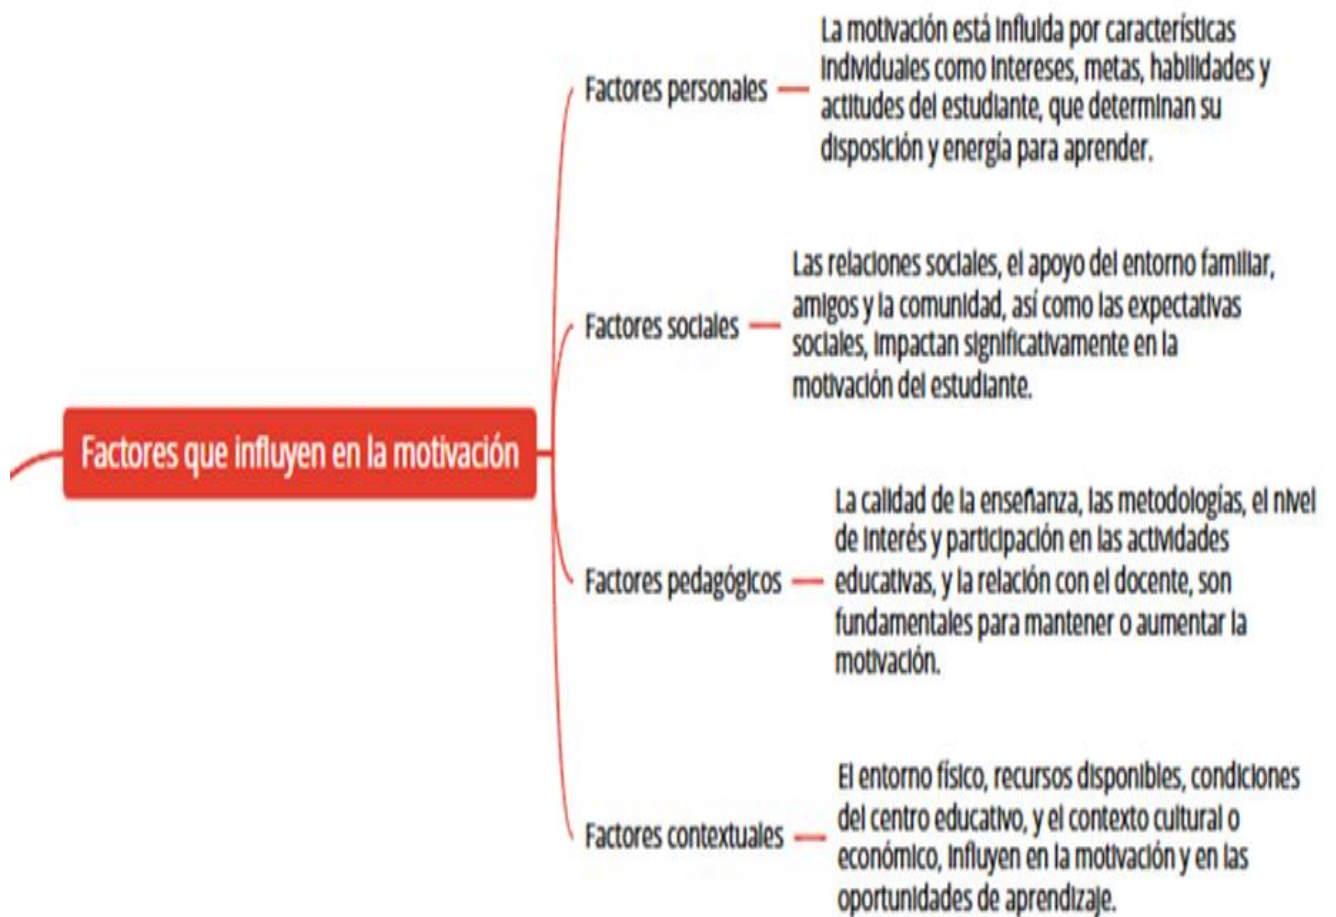 Factores que influyen en la motivación
Factores personales
La motivación está influida por características
individuales como intereses, metas, habilidades y
actitudes del estudiante, que determinan su
disposición y energía para aprender.
Factores sociales
Las relaciones sociales, el apoyo del entorno familiar,
amigos y la comunidad, así como las expectativas
sociales, impactan significativamente en la
motivación del estudiante.
Factores pedagógicos
La calidad de la enseñanza, las metodologías, el nivel
de interés y participación en las actividades
educativas, y la relación con el docente, son
fundamentales para mantener o aumentar la
motivación.
Factores contextuales
El entorno físico, recursos disponibles, condiciones
del centro educativo, y el contexto cultural o
económico, influyen en la motivación y en las
oportunidades de aprendizaje.